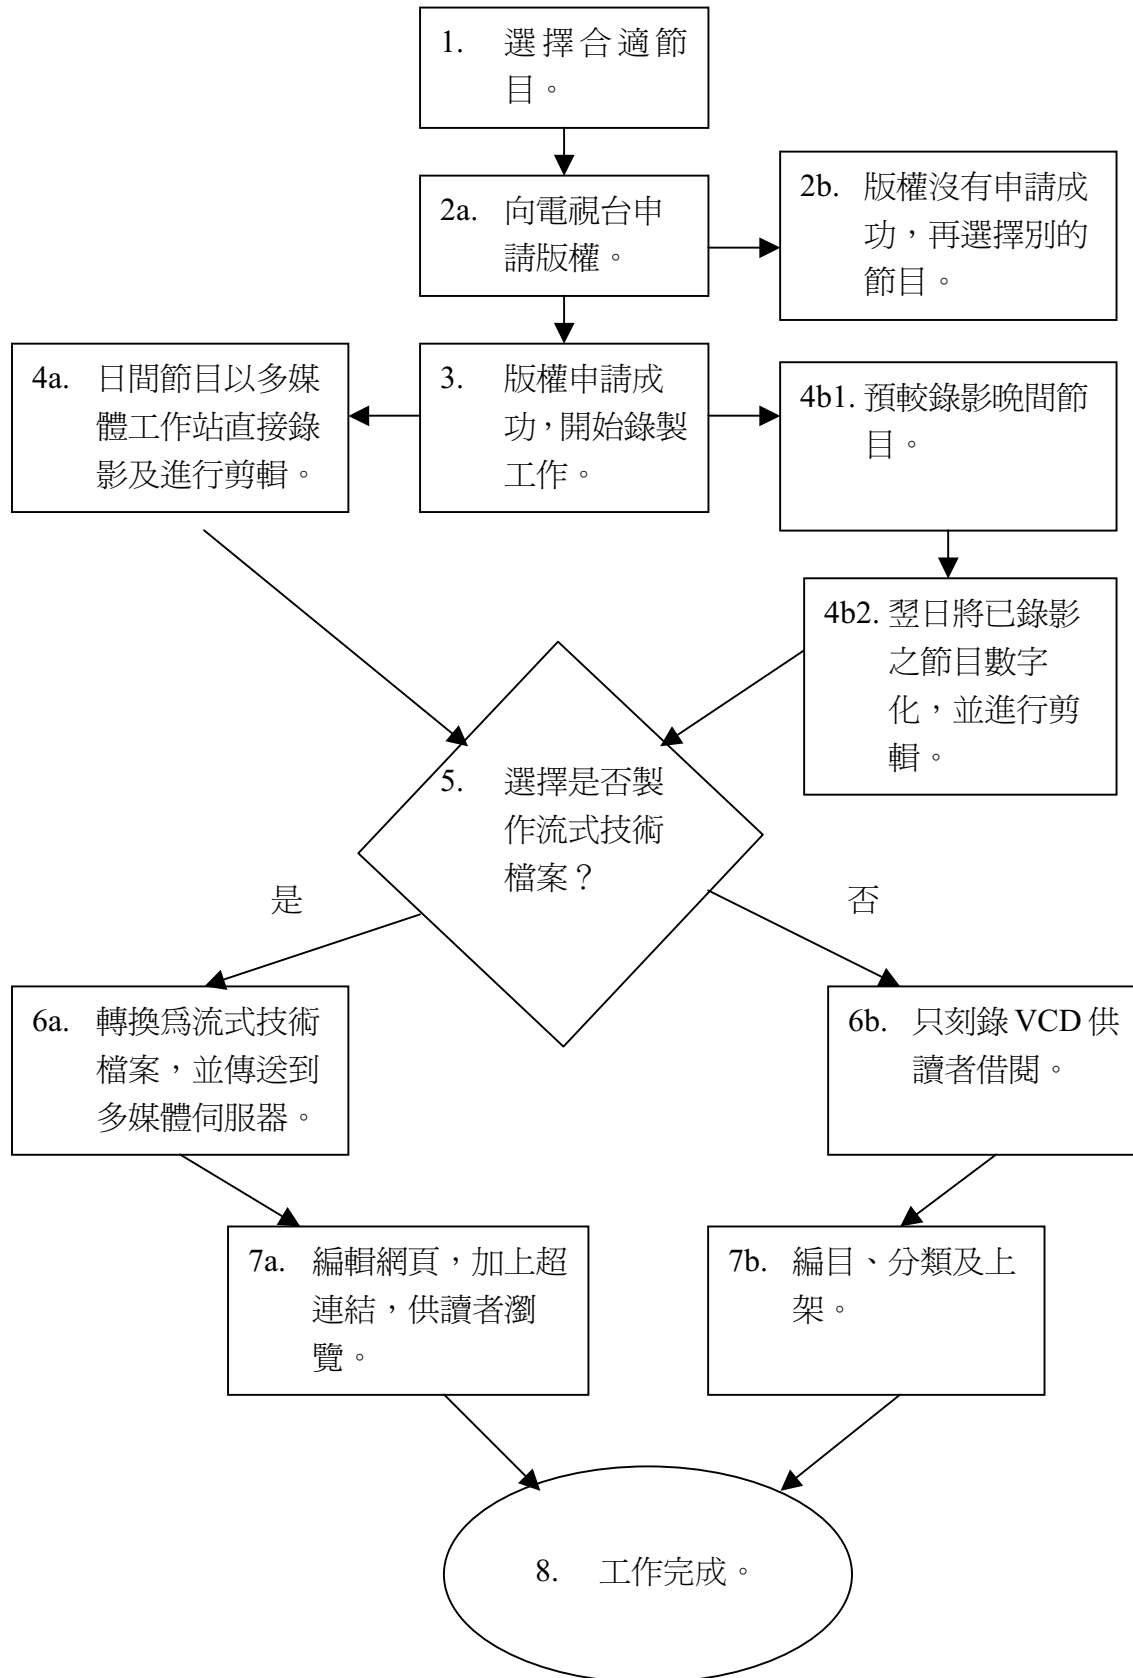 1. 選擇合適節
目。
2a. 向電視台申
請版權。
2b. 版權沒有申請成
功，再選擇別的
節目。
3. 版權申請成
功，開始錄製
工作。
4a. 日間節目以多媒
體工作站直接錄
影及進行剪輯。
4b1. 預較錄影晚間節
目。
4b2. 翌日將已錄影
之節目數字
化，並進行剪
輯。
5. 選擇是否製
作流式技術
檔案？
是
否
6a. 轉換爲流式技術
檔案，並傳送到
多媒體伺服器。
6b. 只刻錄 VCD 供
讀者借閱。
7a. 編輯網頁，加上超
連結，供讀者瀏
覽。
7b. 編目、分類及上
架。
8. 工作完成。